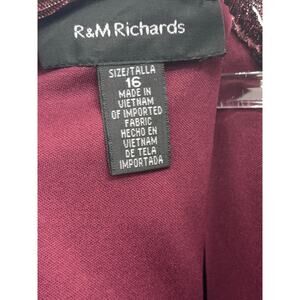 R&M Richards
SIZE/TALLA
16
MADE IN
VIETNAM
OF IMPORTED
FABRIC
HECHO EN
VIETNAM
DE TELA
IMPORTADA